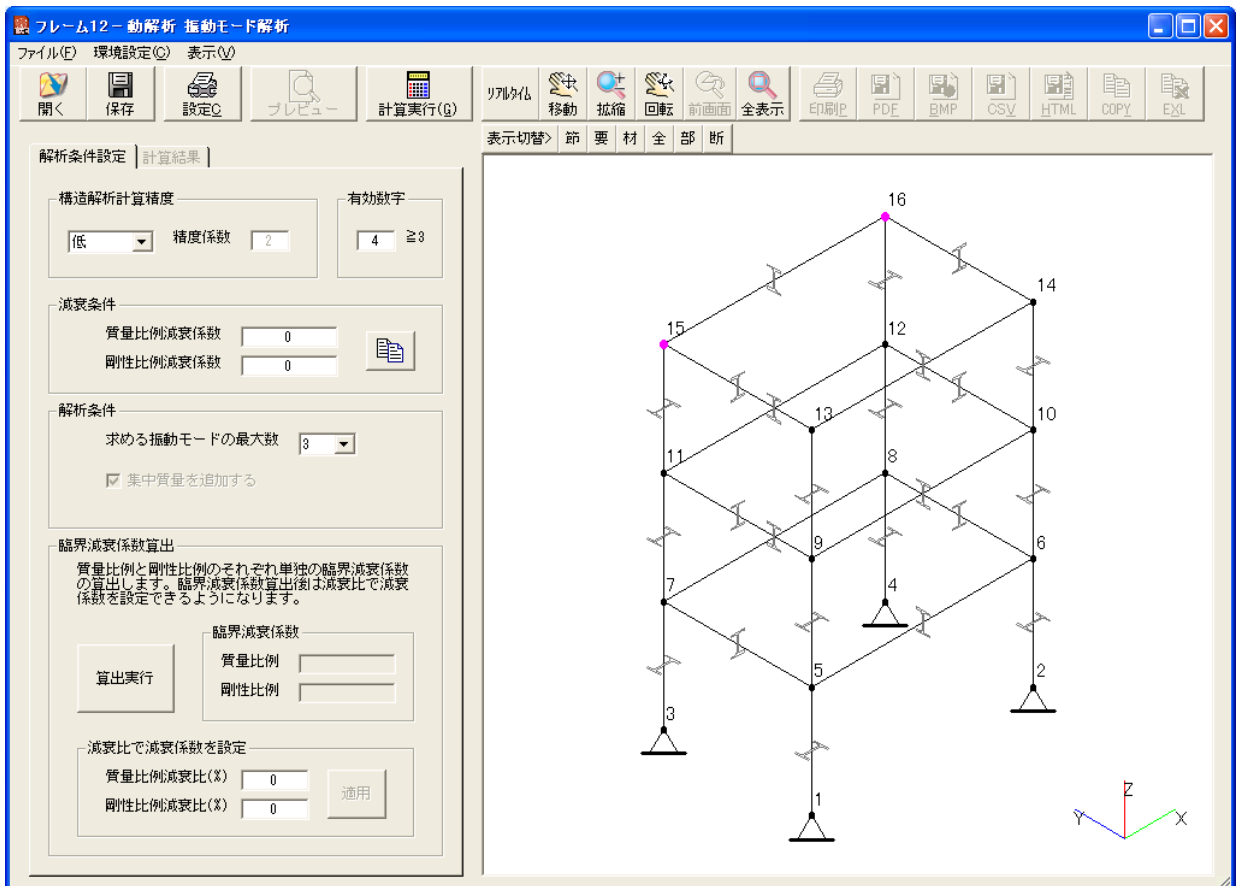 フレーム12－動解析 振動モード解析
ファイル(F) 環境設定(C) 表示(V)
開く 保存 設定C プレビュー 計算実行(G) リアルタイム 移動 拡縮 回転 前画面 全表示 印刷P PDF BMP CSV HTML COPY EXL
表示切替> 節 要 材 全 部 断
解析条件設定 計算結果
構造解析計算精度
低 精度係数 2
有効数字
4 ≧3
減衰条件
質量比例減衰係数 0
剛性比例減衰係数 0
解析条件
求める振動モードの最大数 3
集中質量を追加する
臨界減衰係数算出
質量比例と剛性比例のそれぞれ単独の臨界減衰係数
の算出します。臨界減衰係数算出後は減衰比で減衰
係数を設定できるようになります。
算出実行
臨界減衰係数
質量比例
剛性比例
減衰比で減衰係数を設定
質量比例減衰比(%) 0
剛性比例減衰比(%) 0
適用
16
14
15
12
13
10
11
8
9
6
7
4
5
2
3
1
Z
Y
X